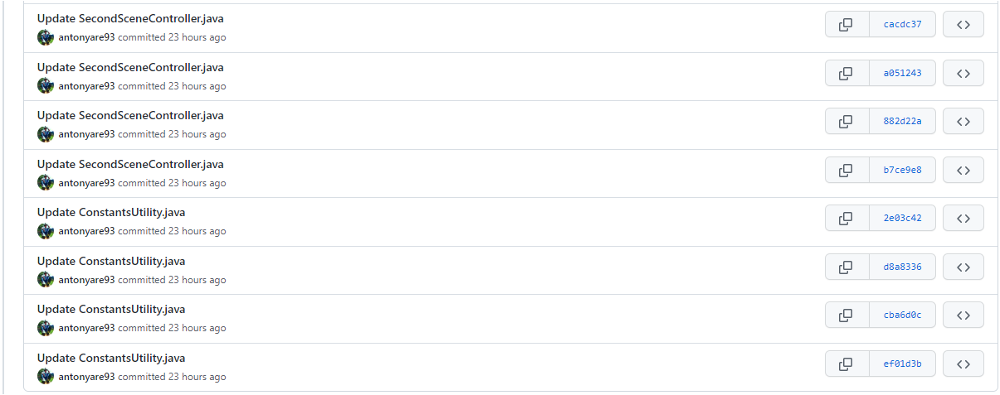 Update SecondSceneController.java
antonyare93 committed 23 hours ago
cacdc37
Update SecondSceneController.java
antonyare93 committed 23 hours ago
a051243
Update SecondSceneController.java
antonyare93 committed 23 hours ago
882d22a
Update SecondSceneController.java
antonyare93 committed 23 hours ago
b7ce9e8
Update ConstantsUtility.java
antonyare93 committed 23 hours ago
2e03c42
Update ConstantsUtility.java
antonyare93 committed 23 hours ago
d8a8336
Update ConstantsUtility.java
antonyare93 committed 23 hours ago
cba6d0c
Update ConstantsUtility.java
antonyare93 committed 23 hours ago
ef01d3b